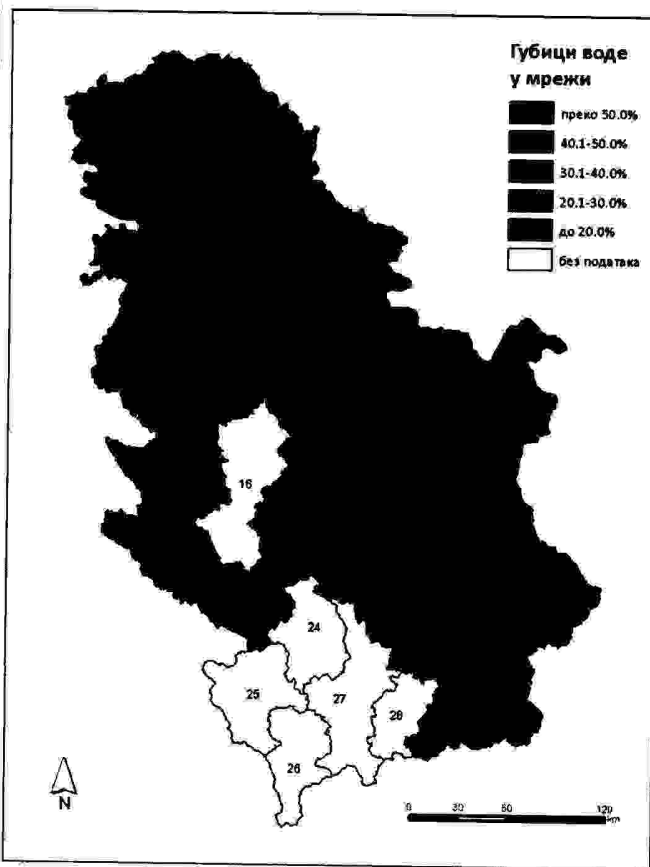 Губици воде
у мрежи
преко 50.0%
40.1-50.0%
30.1-40.0%
20.1-30.0%
до 20.0%
без података
16
24
25
27
28
26
N
0 30 60 120
km